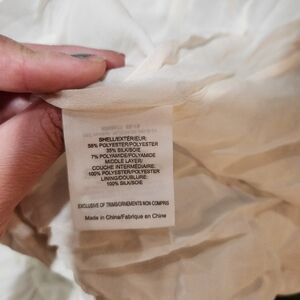 SHELL/EXTÉRIEUR:
58% POLYESTER/POLYESTER
35% SILK/SOIE
7% POLYAMIDE/POLYAMIDE
MIDDLE LAYER/
COUCHE INTERMÉDIAIRE:
100% POLYESTER/POLYESTER
LINING/DOUBLURE:
100% SILK/SOIE
EXCLUSIVE OF TRIMS/ORNEMENTS NON COMPRIS
Made in China/Fabriqué en Chine